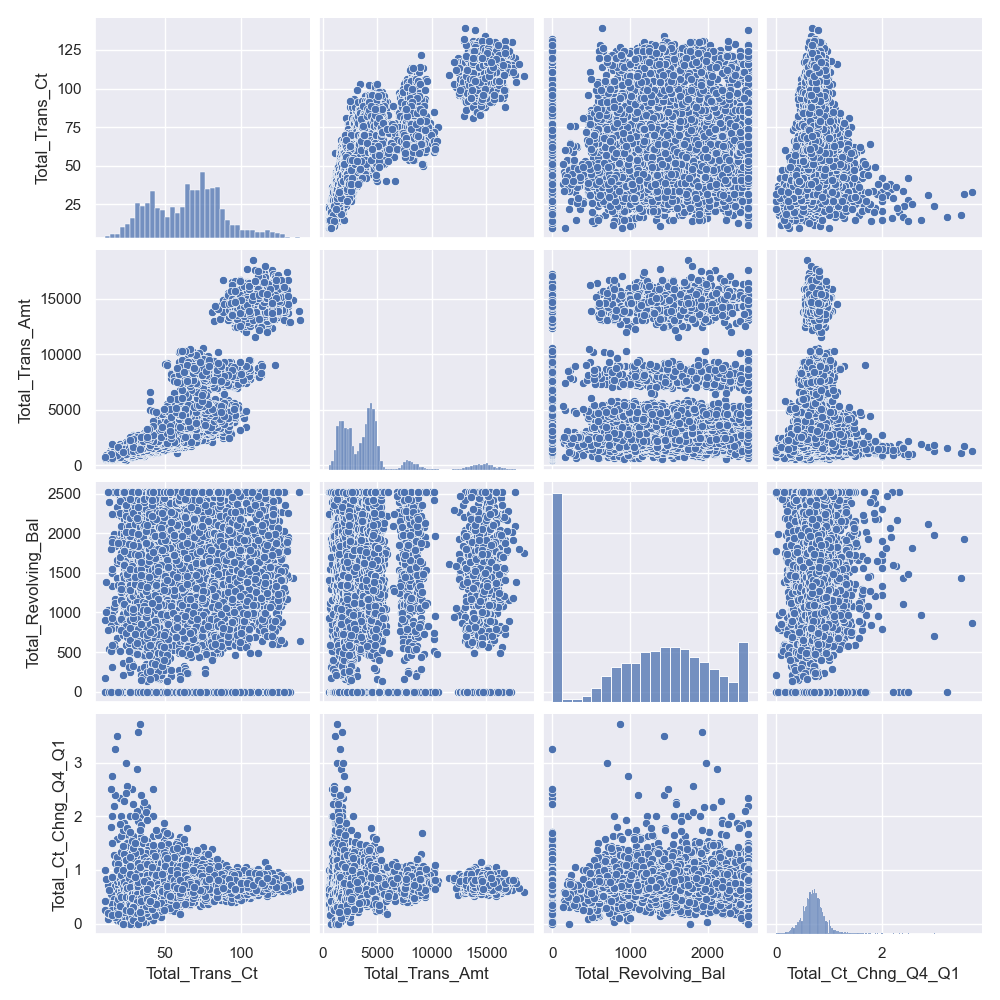 Total_Trans_Ct
125
100
75
50
25
Total_Trans_Amt
15000
10000
5000
0
Total_Revolving_Bal
2500
2000
1500
1000
500
0
Total_Ct_Chng_Q4_Q1
3
2
1
0
50 100
0 5000 10000 15000
0 1000 2000
0 2
Total_Trans_Ct
Total_Trans_Amt
Total_Revolving_Bal
Total_Ct_Chng_Q4_Q1